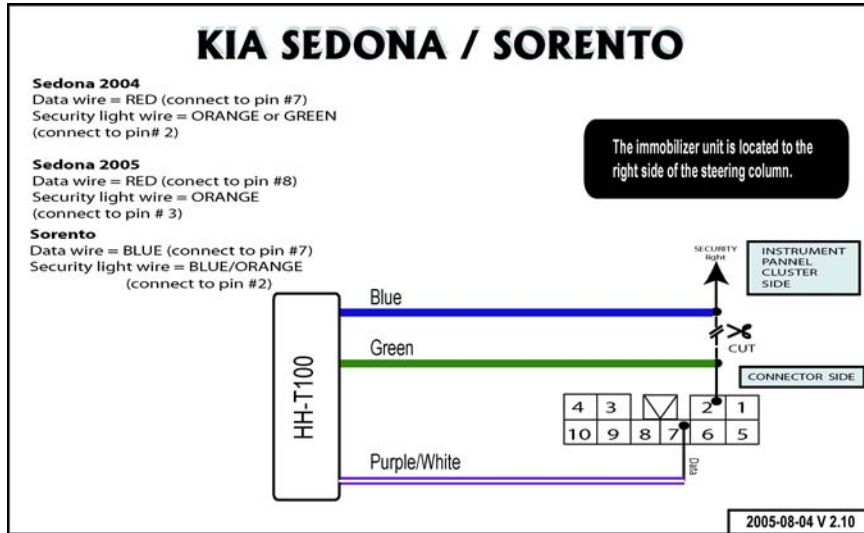 KIA SEDONA / SORENTO
Sedona 2004
Data wire = RED (connect to pin #7)
Security light wire = ORANGE or GREEN
(connect to pin# 2)
Sedona 2005
Data wire = RED (conect to pin #8)
Security light wire = ORANGE
(connect to pin # 3)
Sorento
Data wire = BLUE (connect to pin #7)
Security light wire = BLUE/ORANGE
(connect to pin #2)
The immobilizer unit is located to the
right side of the steering column.
SECURITY
light
INSTRUMENT
PANNEL
CLUSTER
SIDE
Blue
CUT
Green
CONNECTOR SIDE
HH-T100
4 3 2 1
10 9 8 7 6 5
Purple/White
Data
2005-08-04 V 2.10